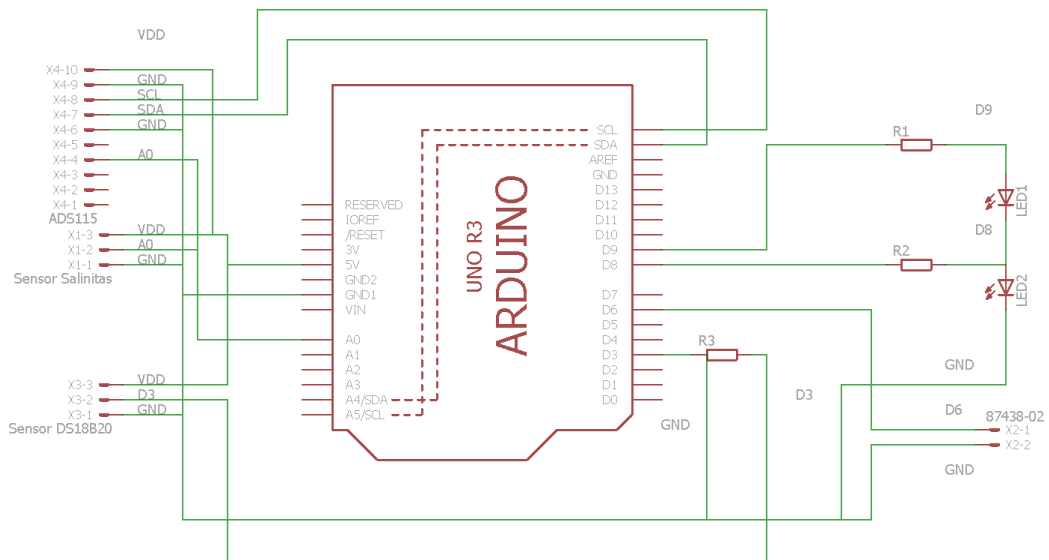 VDD
X4-10
X4-9 GND
X4-8 SCL
X4-7 SDA
X4-6 GND
X4-5
X4-4 A0
X4-3
X4-2
X4-1
ADS115
X1-3 VDD
X1-2 A0
X1-1 GND
Sensor Salinitas
X3-3 VDD
X3-2 D3
X3-1 GND
Sensor DS18B20
RESERVED
IOREF
/RESET
3V
5V
GND2
GND1
VIN
A0
A1
A2
A3
A4/SDA
A5/SCL
UNO R3
ARDUINO
SCL
SDA
AREF
GND
D13
D12
D11
D10
D9
D8
D7
D6
D5
D4
D3
D2
D1
D0
R3
GND
D3
R1
D9
LED1
D8
R2
LED2
GND
D6
87438-02
X2-1
X2-2
GND